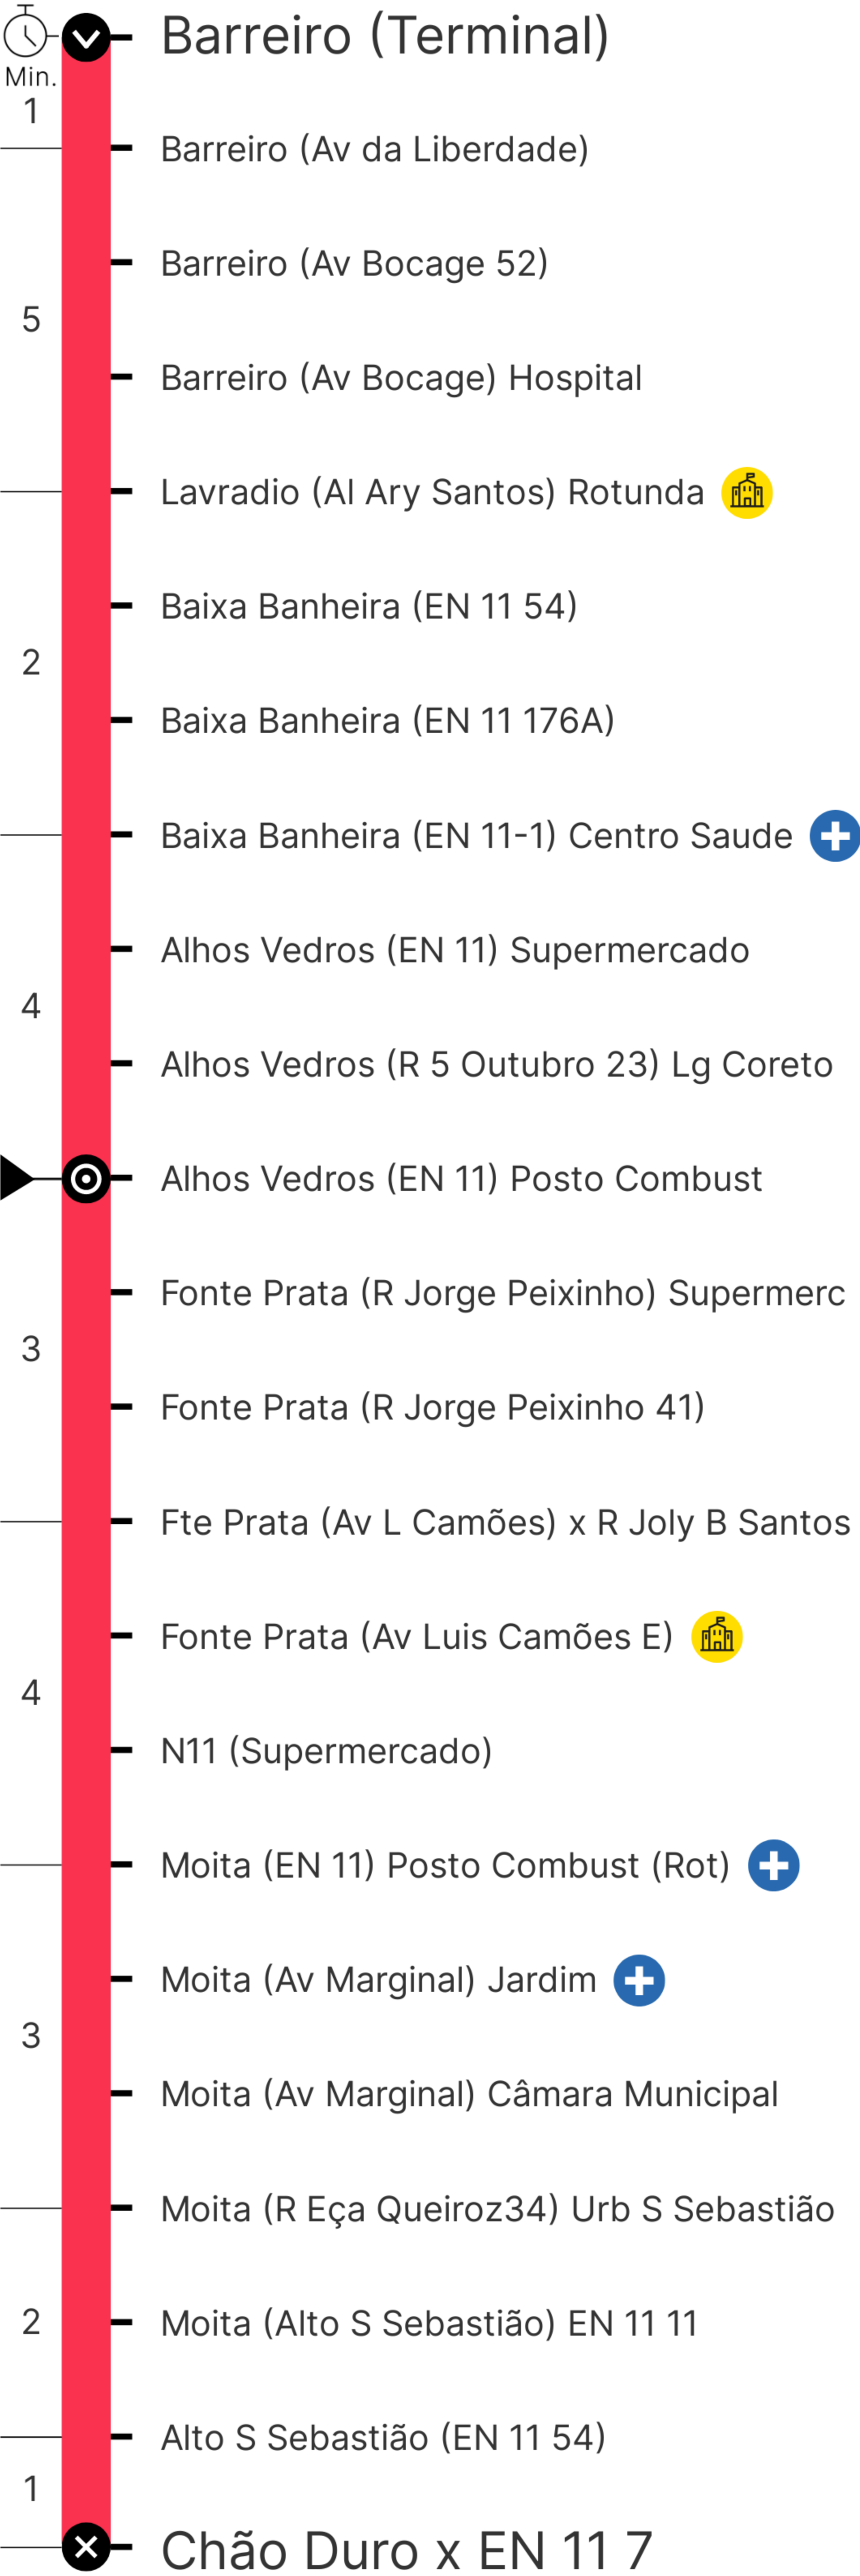 Barreiro (Terminal)
Min.
1
Barreiro (Av da Liberdade)
Barreiro (Av Bocage 52)
5
Barreiro (Av Bocage) Hospital
Lavradio (Al Ary Santos) Rotunda
Baixa Banheira (EN 11 54)
2
Baixa Banheira (EN 11 176A)
Baixa Banheira (EN 11-1) Centro Saude
Alhos Vedros (EN 11) Supermercado
4
Alhos Vedros (R 5 Outubro 23) Lg Coreto
Alhos Vedros (EN 11) Posto Combust
Fonte Prata (R Jorge Peixinho) Supermerc
3
Fonte Prata (R Jorge Peixinho 41)
Fte Prata (Av L Camões) x R Joly B Santos
Fonte Prata (Av Luis Camões E)
4
N11 (Supermercado)
Moita (EN 11) Posto Combust (Rot)
Moita (Av Marginal) Jardim
3
Moita (Av Marginal) Câmara Municipal
Moita (R Eça Queiroz34) Urb S Sebastião
2
Moita (Alto S Sebastião) EN 11 11
Alto S Sebastião (EN 11 54)
1
Chão Duro x EN 11 7